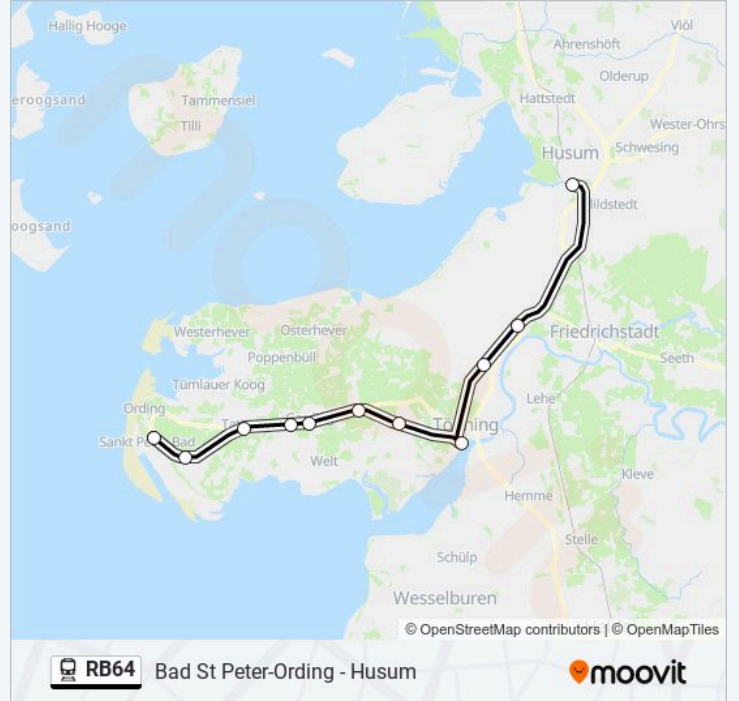 Hallig Hooge
Viöl
Ahrenshöft
Olderup
eroogsand
Tammensiel
Hattstedt
Tilli
Wester-Ohrs
Husum
Schwesing
ildstedt
oogsand
Westerhever
Osterhever
Friedrichstadt
Poppenbüll
Seeth
Tümlauer Koog
Lehe
Ording
Sankt Pet
Bad
Welt
Hemme
Kleve
Stelle
Schülp
Wesselburen
© OpenStreetMap contributors | © OpenMapTiles
RB64 Bad St Peter-Ording - Husum
moovit